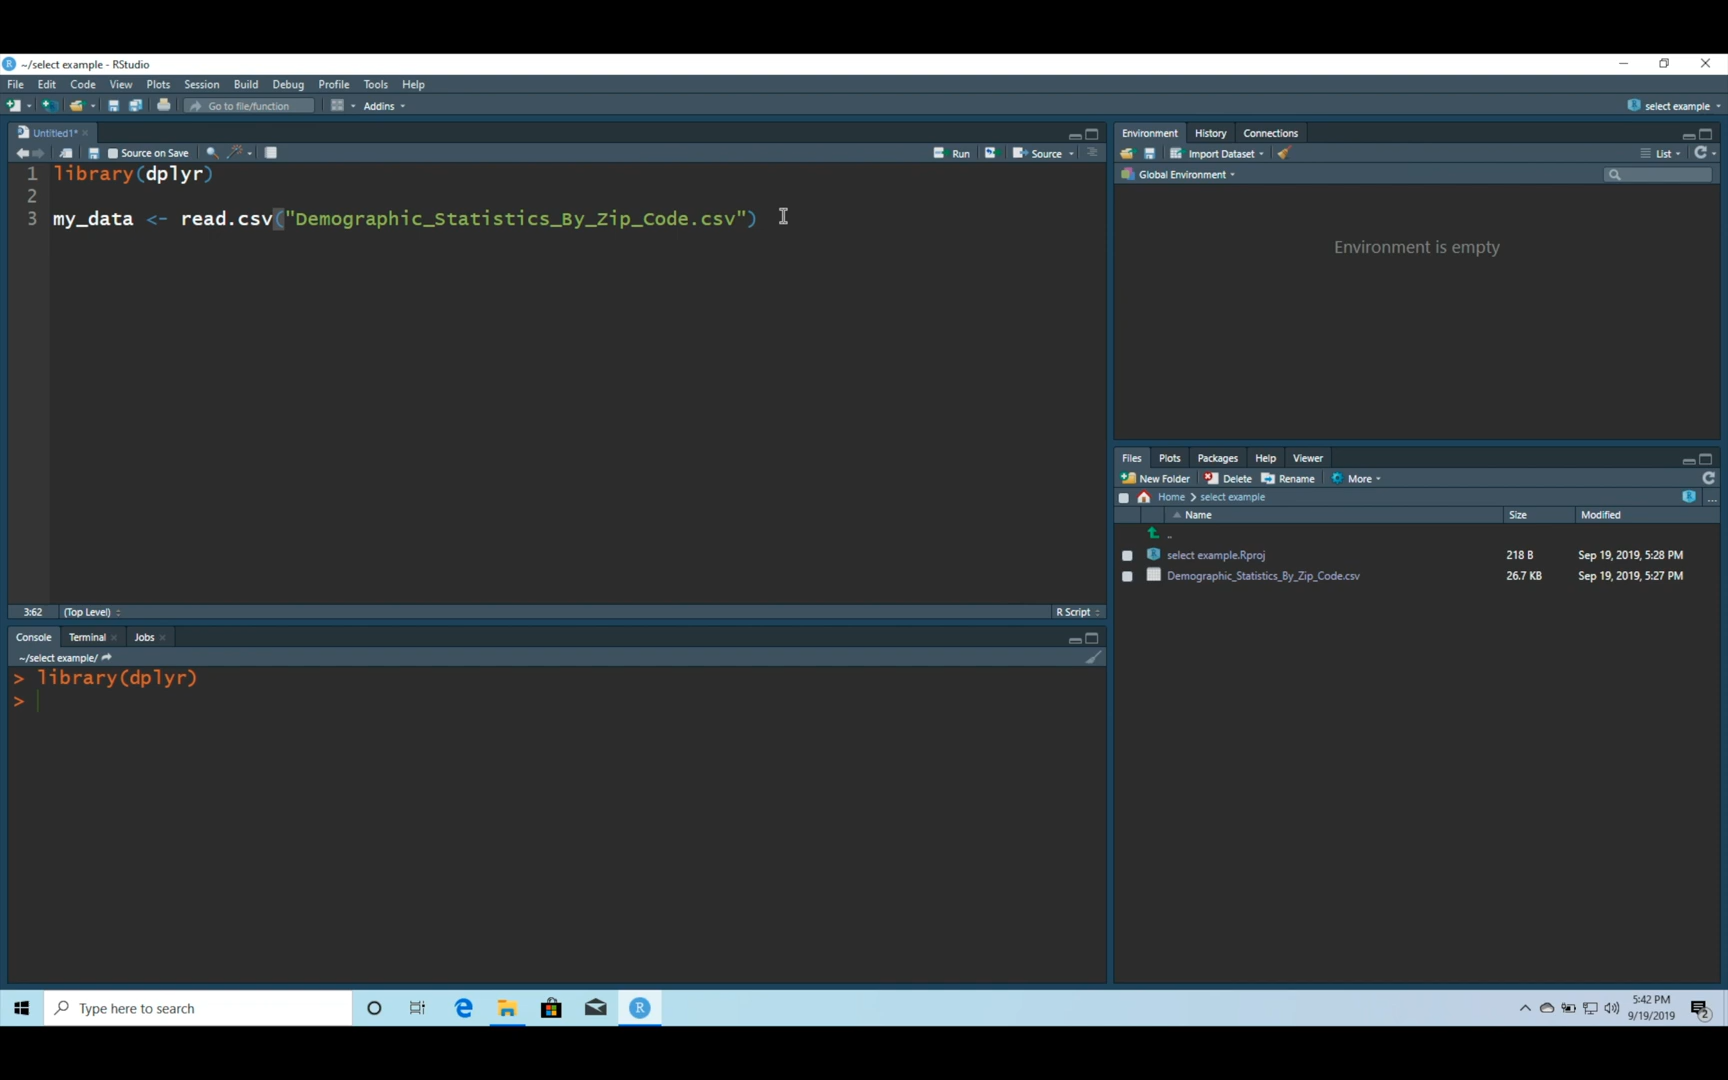 ~/select example - RStudio
File Edit Code View Plots Session Build Debug Profile Tools Help
Go to file/function Addins select example
Untitled1*
Source on Save Run Source
1 library(dplyr)
2
3 my_data <- read.csv("Demographic_Statistics_By_Zip_Code.csv")
3:62 (Top Level) R Script
Console Terminal Jobs
~/select example/
> library(dplyr)
>
Environment History Connections
Import Dataset List
Global Environment
Environment is empty
Files Plots Packages Help Viewer
New Folder Delete Rename More
Home select example ...
Name Size Modified
..
select example.Rproj 218 B Sep 19, 2019, 5:28 PM
Demographic_Statistics_By_Zip_Code.csv 26.7 KB Sep 19, 2019, 5:27 PM
Type here to search
5:42 PM
9/19/2019
2